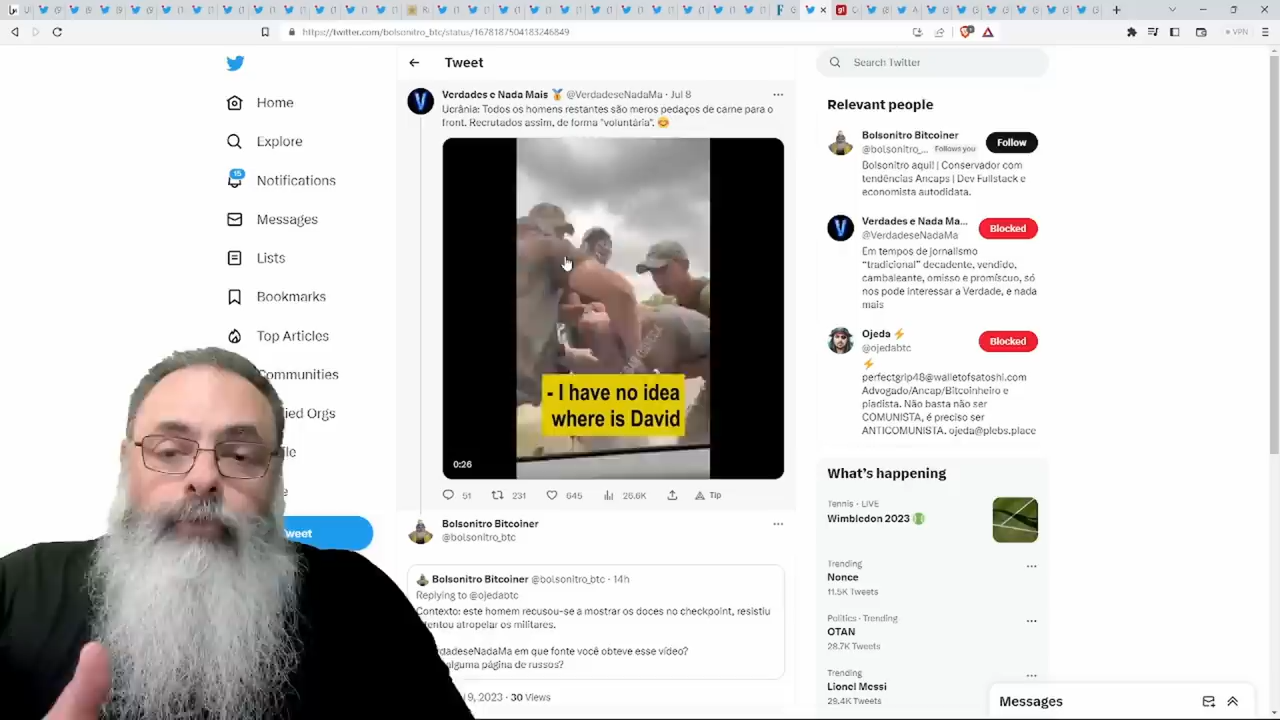 https://twitter.com/bolsonitro_btc/status/1678187504183246849
VPN
Home
Explore
15
Notifications
Messages
Lists
Bookmarks
Top Articles
ommunities
fied Orgs
Tweet
Verdades e Nada Mais 🏅 @VerdadeseNadaMa · Jul 8
Ucrânia: Todos os homens restantes são meros pedaços de carne para o
front. Recrutados assim, de forma "voluntária". 😊
- I have no idea
where is David
0:26
51 231 645 26.6K Tip
Bolsonitro Bitcoiner
@bolsonitro_btc
Bolsonitro Bitcoiner @bolsonitro_btc · 14h
Replying to @ojedabtc
Contexto: este homem recusou-se a mostrar os doces no checkpoint, resistiu
tentou atropelar os militares.
rdadeseNadaMa em que fonte você obteve esse vídeo?
alguma página de russos?
9, 2023 · 30 Views
Search Twitter
Relevant people
Bolsonitro Bitcoiner
@bolsonitro_... Follows you
Follow
Bolsonitro aqui! | Conservador com
tendências Ancaps | Dev Fullstack e
economista autodidata.
Verdades e Nada Ma...
@VerdadeseNadaMa
Blocked
Em tempos de jornalismo
“tradicional” decadente, vendido,
cambaleante, omisso e promíscuo, só
nos pode interessar a Verdade, e nada
mais
Ojeda ⚡
@ojedabtc
Blocked
⚡
perfectgrip48@walletofsatoshi.com
Advogado/Ancap/Bitcoinheiro e
piadista. Não basta não ser
COMUNISTA, é preciso ser
ANTICOMUNISTA. ojeda@plebs.place
What's happening
Tennis · LIVE
Wimbledon 2023
Trending
Nonce
11.5K Tweets
Politics · Trending
OTAN
28.7K Tweets
Trending
Lionel Messi
29.4K Tweets
Messages